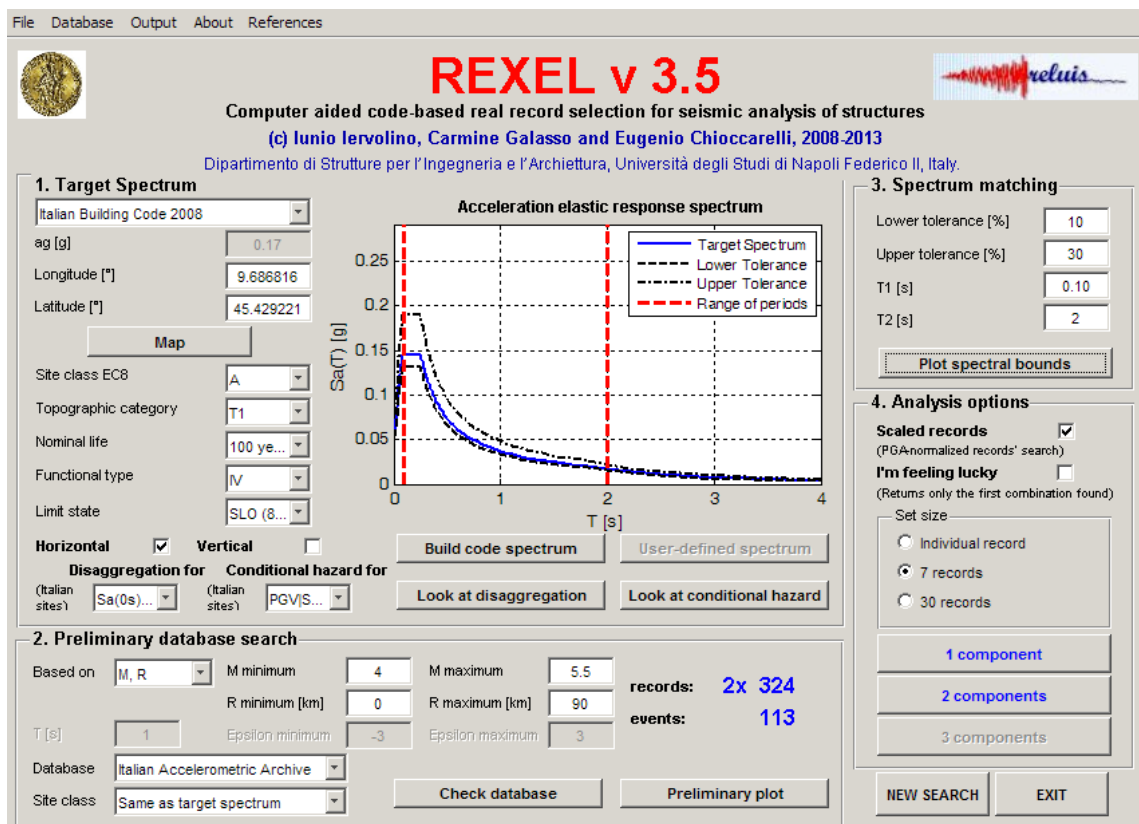 File Database Output About References
REXEL v 3.5
reluis
Computer aided code-based real record selection for seismic analysis of structures
(c) Iunio Iervolino, Carmine Galasso and Eugenio Chioccarelli, 2008-2013
Dipartimento di Strutture per l'Ingegneria e l'Archiettura, Università degli Studi di Napoli Federico II, Italy.
1. Target Spectrum
Italian Building Code 2008
ag [g] 0.17
Longitude [°] 9.686816
Latitude [°] 45.429221
Map
Site class EC8 A
Topographic category T1
Nominal life 100 ye...
Functional type IV
Limit state SLO (8...
Horizontal Vertical
Disaggregation for Conditional hazard for
(Italian sites) Sa(0s)... (Italian sites) PGV|S...
Acceleration elastic response spectrum
Target Spectrum
Lower Tolerance
Upper Tolerance
Range of periods
Sa(T) [g]
0.25
0.2
0.15
0.1
0.05
0
0 1 2 3 4
T [s]
Build code spectrum User-defined spectrum
Look at disaggregation Look at conditional hazard
2. Preliminary database search
Based on M, R M minimum 4 M maximum 5.5
R minimum [km] 0 R maximum [km] 90
records: 2x 324
events: 113
T [s] 1 Epsilon minimum -3 Epsilon maximum 3
Database Italian Accelerometric Archive
Site class Same as target spectrum
Check database Preliminary plot
3. Spectrum matching
Lower tolerance [%] 10
Upper tolerance [%] 30
T1 [s] 0.10
T2 [s] 2
Plot spectral bounds
4. Analysis options
Scaled records
(PGA-normalized records' search)
I'm feeling lucky
(Returns only the first combination found)
Set size
Individual record
7 records
30 records
1 component
2 components
3 components
NEW SEARCH EXIT